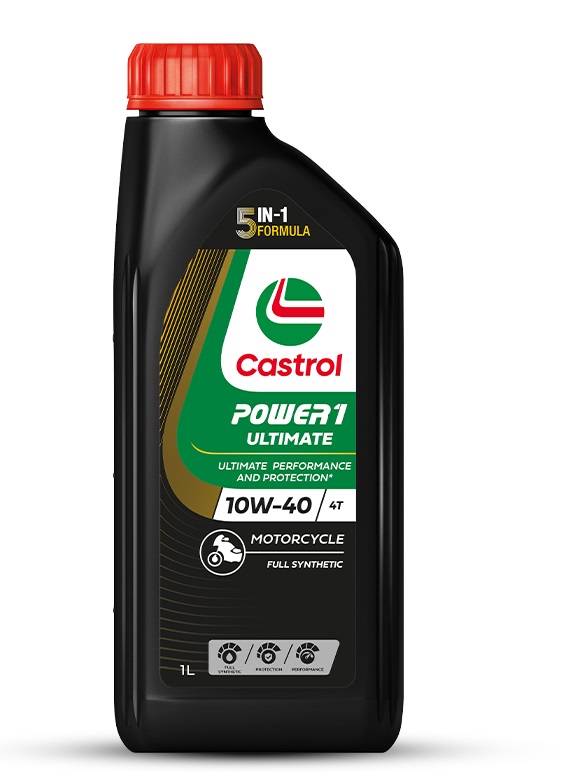 5 IN-1
FORMULA
Castrol
POWER1
ULTIMATE
ULTIMATE PERFORMANCE
AND PROTECTION*
10W-40 / 4T
MOTORCYCLE
FULL SYNTHETIC
1L
FULL
SYNTHETIC
PROTECTION
PERFORMANCE